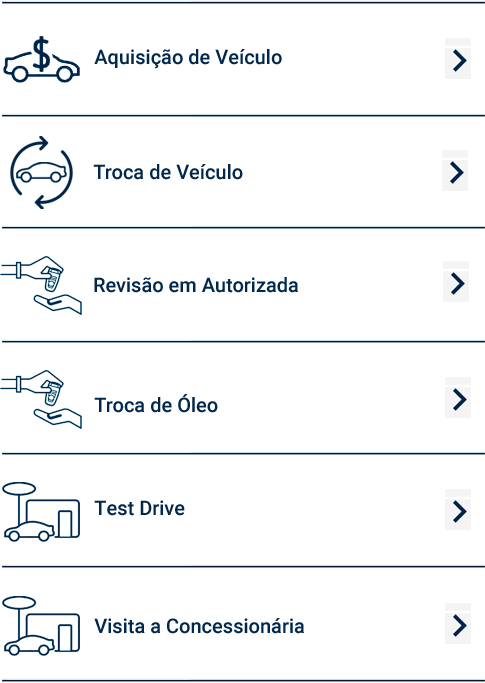 Aquisição de Veículo
Troca de Veículo
Revisão em Autorizada
Troca de Óleo
Test Drive
Visita a Concessionária